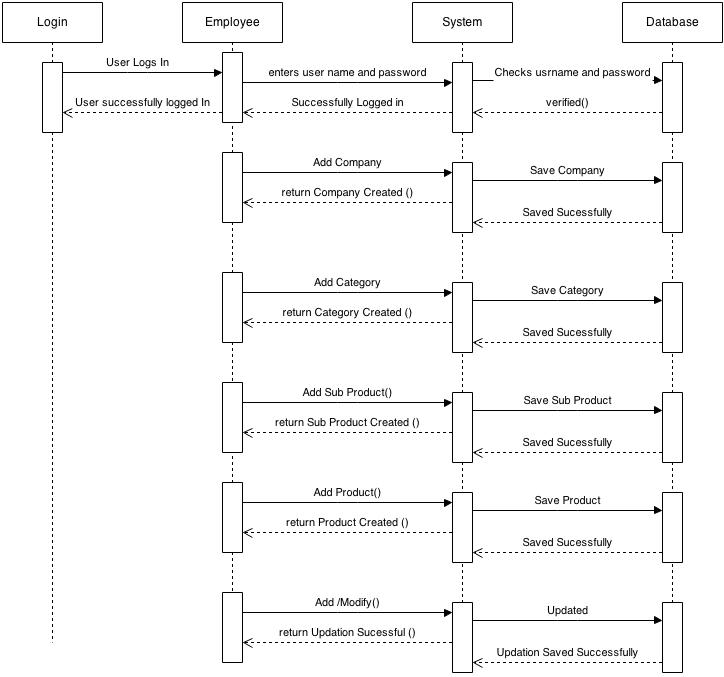 Login
Employee
System
Database
User Logs In
enters user name and password
Checks usrname and password
User successfully logged In
Successfully Logged in
verified()
Add Company
Save Company
return Company Created ()
Saved Sucessfully
Add Category
Save Category
return Category Created ()
Saved Sucessfully
Add Sub Product()
Save Sub Product
return Sub Product Created ()
Saved Sucessfully
Add Product()
Save Product
return Product Created ()
Saved Sucessfully
Add /Modify()
Updated
return Updation Sucessful ()
Updation Saved Successfully